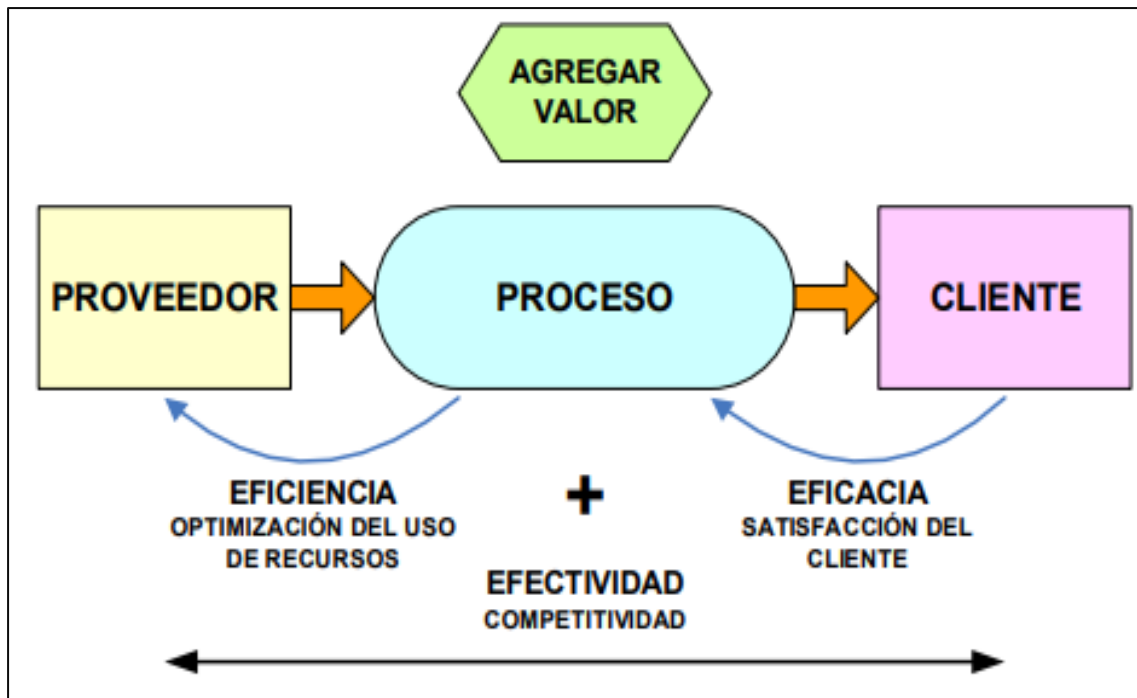 AGREGAR
VALOR
PROVEEDOR
PROCESO
CLIENTE
EFICIENCIA
OPTIMIZACIÓN DEL USO
DE RECURSOS
+
EFICACIA
SATISFACCIÓN DEL
CLIENTE
EFECTIVIDAD
COMPETITIVIDAD